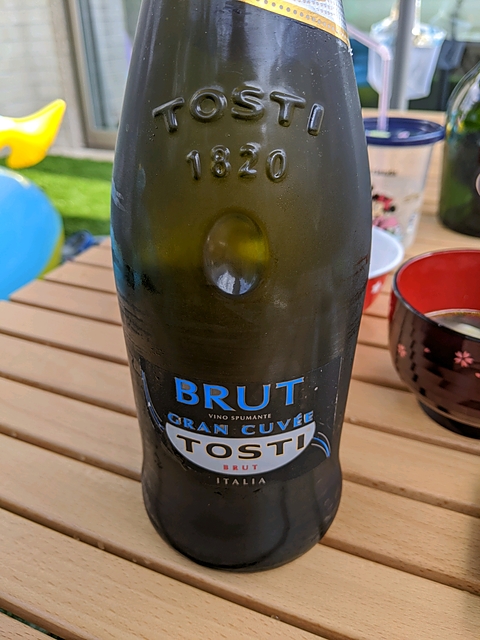 TOSTI
1820
BRUT
VINO SPUMANTE
GRAN CUVÉE
TOSTI
BRUT
ITALIA